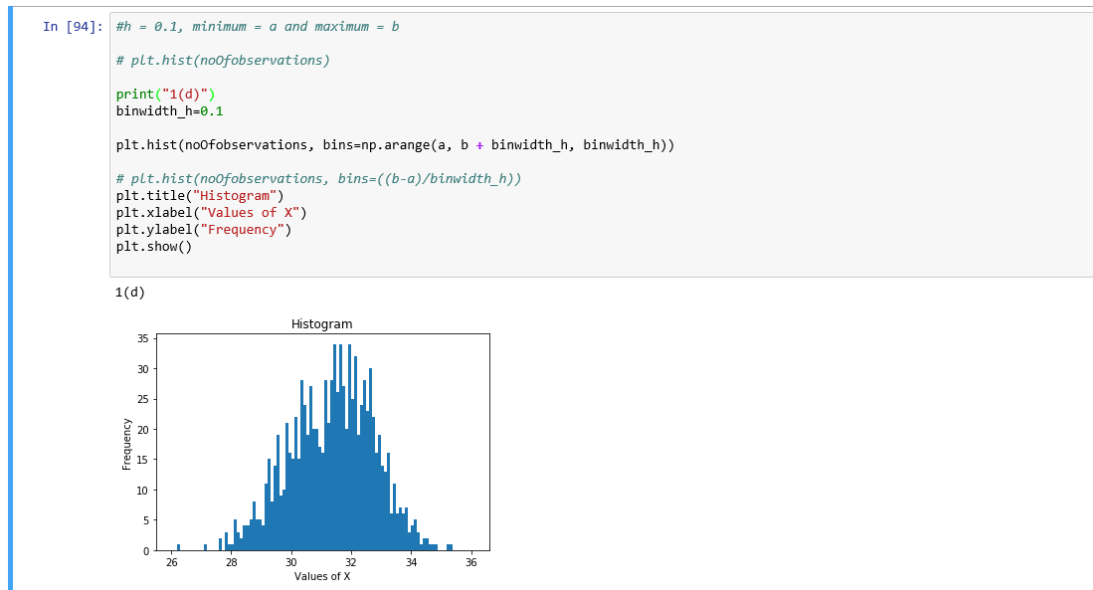 In [94]: #h = 0.1, minimum = a and maximum = b
# plt.hist(noOfobservations)
print("1(d)")
binwidth_h=0.1
plt.hist(noOfobservations, bins=np.arange(a, b + binwidth_h, binwidth_h))
# plt.hist(noOfobservations, bins=((b-a)/binwidth_h))
plt.title("Histogram")
plt.xlabel("Values of X")
plt.ylabel("Frequency")
plt.show()
1(d)
Histogram
35
30
25
20
15
10
5
0
Frequency
26 28 30 32 34 36
Values of X